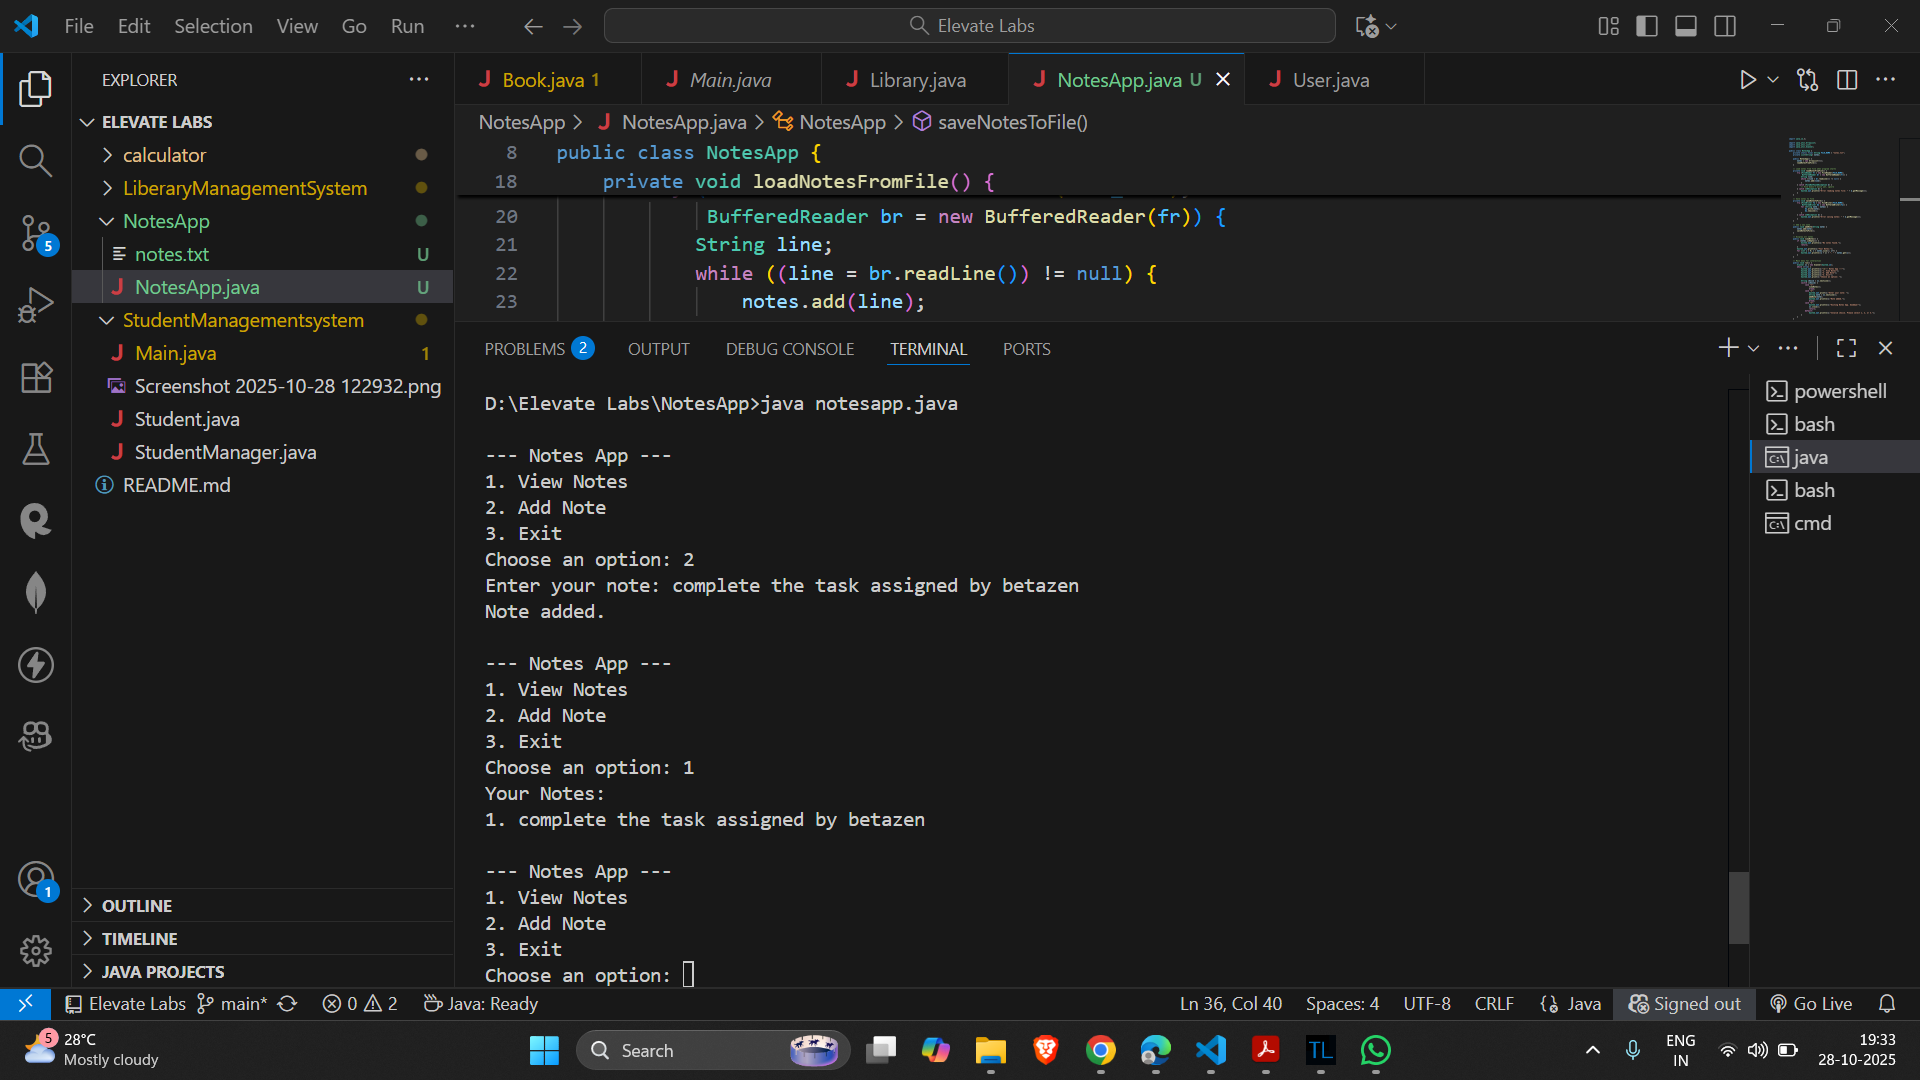 File Edit Selection View Go Run ··· Elevate Labs
EXPLORER ···
ELEVATE LABS
calculator
LiberaryManagementSystem
NotesApp
notes.txt U
NotesApp.java U
StudentManagementsystem
Main.java 1
Screenshot 2025-10-28 122932.png
Student.java
StudentManager.java
README.md
OUTLINE
TIMELINE
JAVA PROJECTS
5
1
Book.java 1 Main.java Library.java NotesApp.java U User.java
NotesApp > NotesApp.java > NotesApp > saveNotesToFile()
8 public class NotesApp {
18 private void loadNotesFromFile() {
20 BufferedReader br = new BufferedReader(fr)) {
21 String line;
22 while ((line = br.readLine()) != null) {
23 notes.add(line);
PROBLEMS 2 OUTPUT DEBUG CONSOLE TERMINAL PORTS
D:\Elevate Labs\NotesApp>java notesapp.java
--- Notes App ---
1. View Notes
2. Add Note
3. Exit
Choose an option: 2
Enter your note: complete the task assigned by betazen
Note added.
--- Notes App ---
1. View Notes
2. Add Note
3. Exit
Choose an option: 1
Your Notes:
1. complete the task assigned by betazen
--- Notes App ---
1. View Notes
2. Add Note
3. Exit
Choose an option:
powershell
bash
java
bash
cmd
Elevate Labs main* 0 2 Java: Ready Ln 36, Col 40 Spaces: 4 UTF-8 CRLF {} Java Signed out Go Live
5 28°C
Mostly cloudy
Search
TL
ENG
IN
19:33
28-10-2025